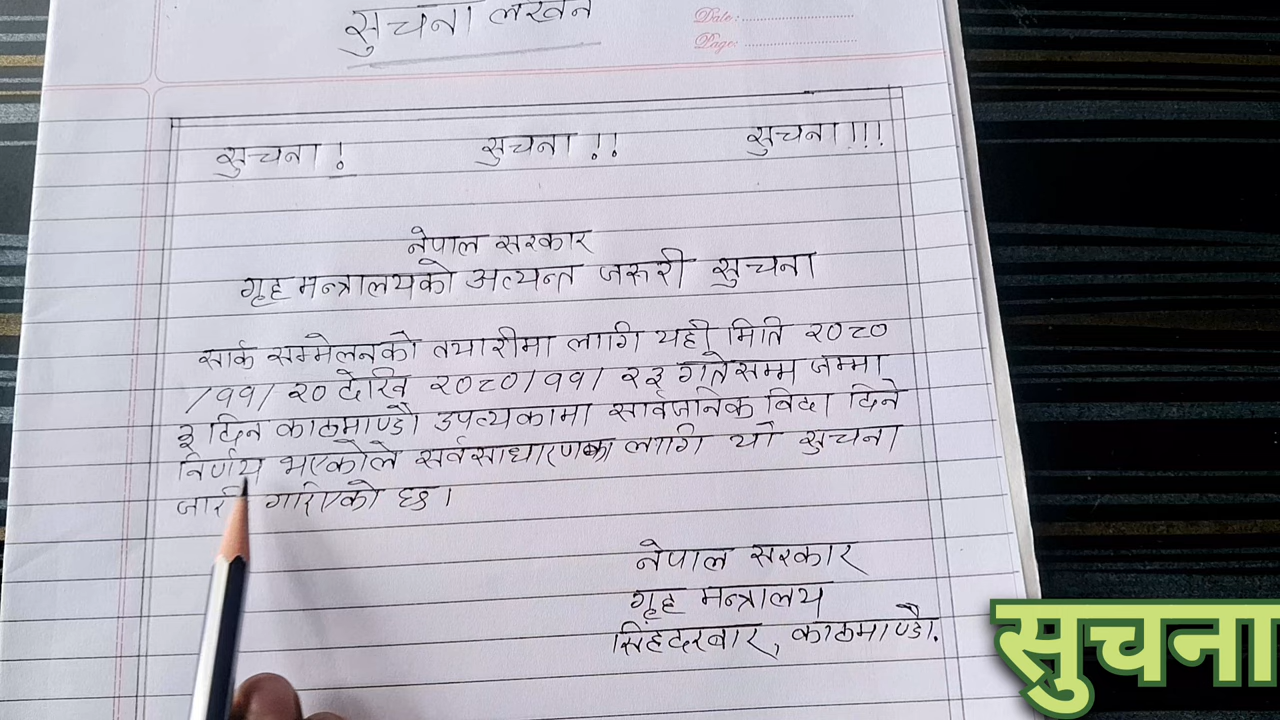 सुचना लेखन
Date:
Page:
सुचना! सुचना!! सुचना!!!
नेपाल सरकार
गृह मन्त्रालयको अत्यन्त जरुरी सुचना
सार्क सम्मेलनको तयारीमा लागि यही मिति २०८०
/११/२० देखि २०८०/११/२३ गतेसम्म जम्मा
३ दिन काठमाण्डौ उपत्यकामा सार्वजनिक विदा दिने
निर्णय भएकोले सर्वसाधारणका लागि यो सुचना
जारी गरिएको छ।
नेपाल सरकार
गृह मन्त्रालय
सिंहदरबार, काठमाण्डौ.
सुचना